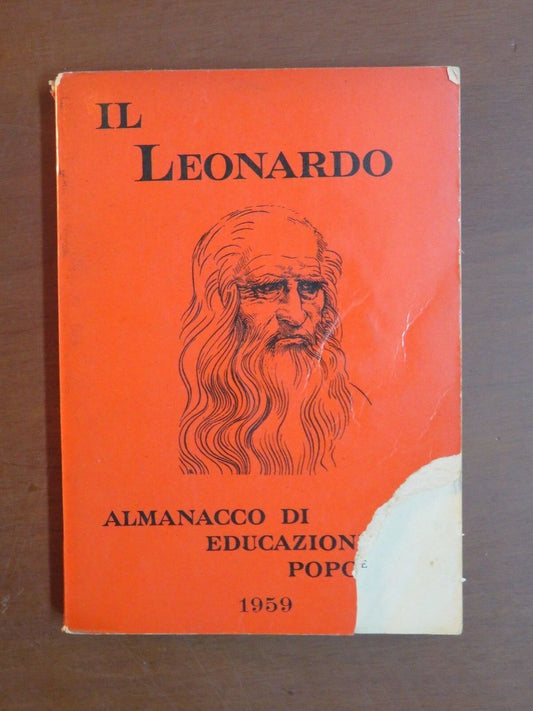 IL
LEONARDO
ALMANACCO DI
EDUCAZION
POPO
1959